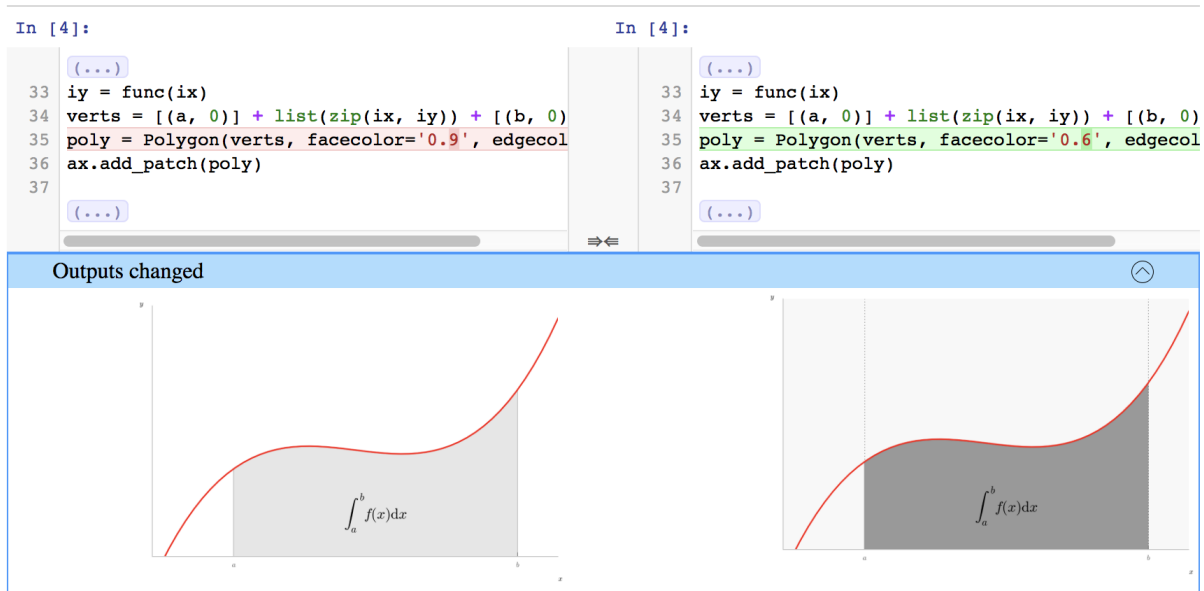 In [4]:
(...)
33 iy = func(ix)
34 verts = [(a, 0)] + list(zip(ix, iy)) + [(b, 0)
35 poly = Polygon(verts, facecolor='0.9', edgecol
36 ax.add_patch(poly)
37
(...)
In [4]:
(...)
33 iy = func(ix)
34 verts = [(a, 0)] + list(zip(ix, iy)) + [(b, 0)
35 poly = Polygon(verts, facecolor='0.6', edgecol
36 ax.add_patch(poly)
37
(...)
Outputs changed
y
∫_a^b f(x)dx
a b
x
y
∫_a^b f(x)dx
a b
x